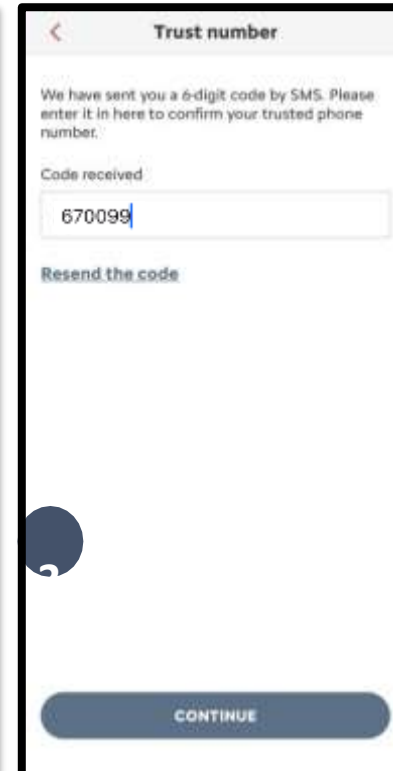 Trust number
We have sent you a 6-digit code by SMS. Please
enter it in here to confirm your trusted phone
number.
Code received
670099
Resend the code
CONTINUE